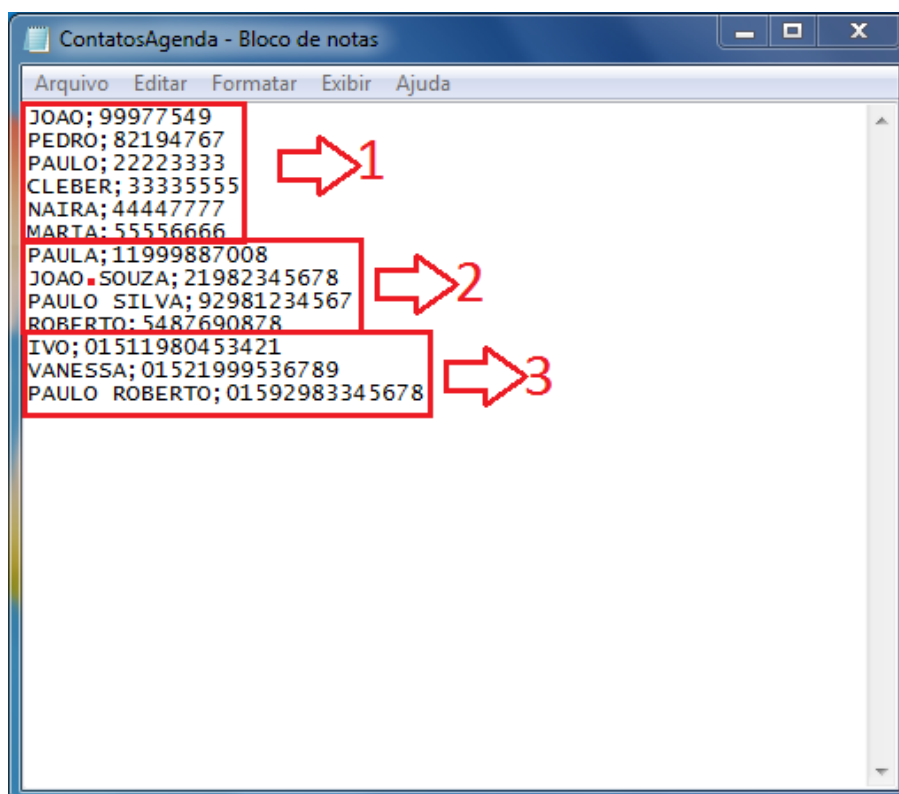 ContatosAgenda - Bloco de notas
Arquivo Editar Formatar Exibir Ajuda
JOAO;99977549
PEDRO;82194767
PAULO;22223333
CLEBER;33335555
NAIRA;44447777
MARTA;55556666
1
PAULA;11999887008
JOAO SOUZA;21982345678
PAULO SILVA;92981234567
ROBERTO;5487690878
2
IVO;01511980453421
VANESSA;01521999536789
PAULO ROBERTO;01592983345678
3